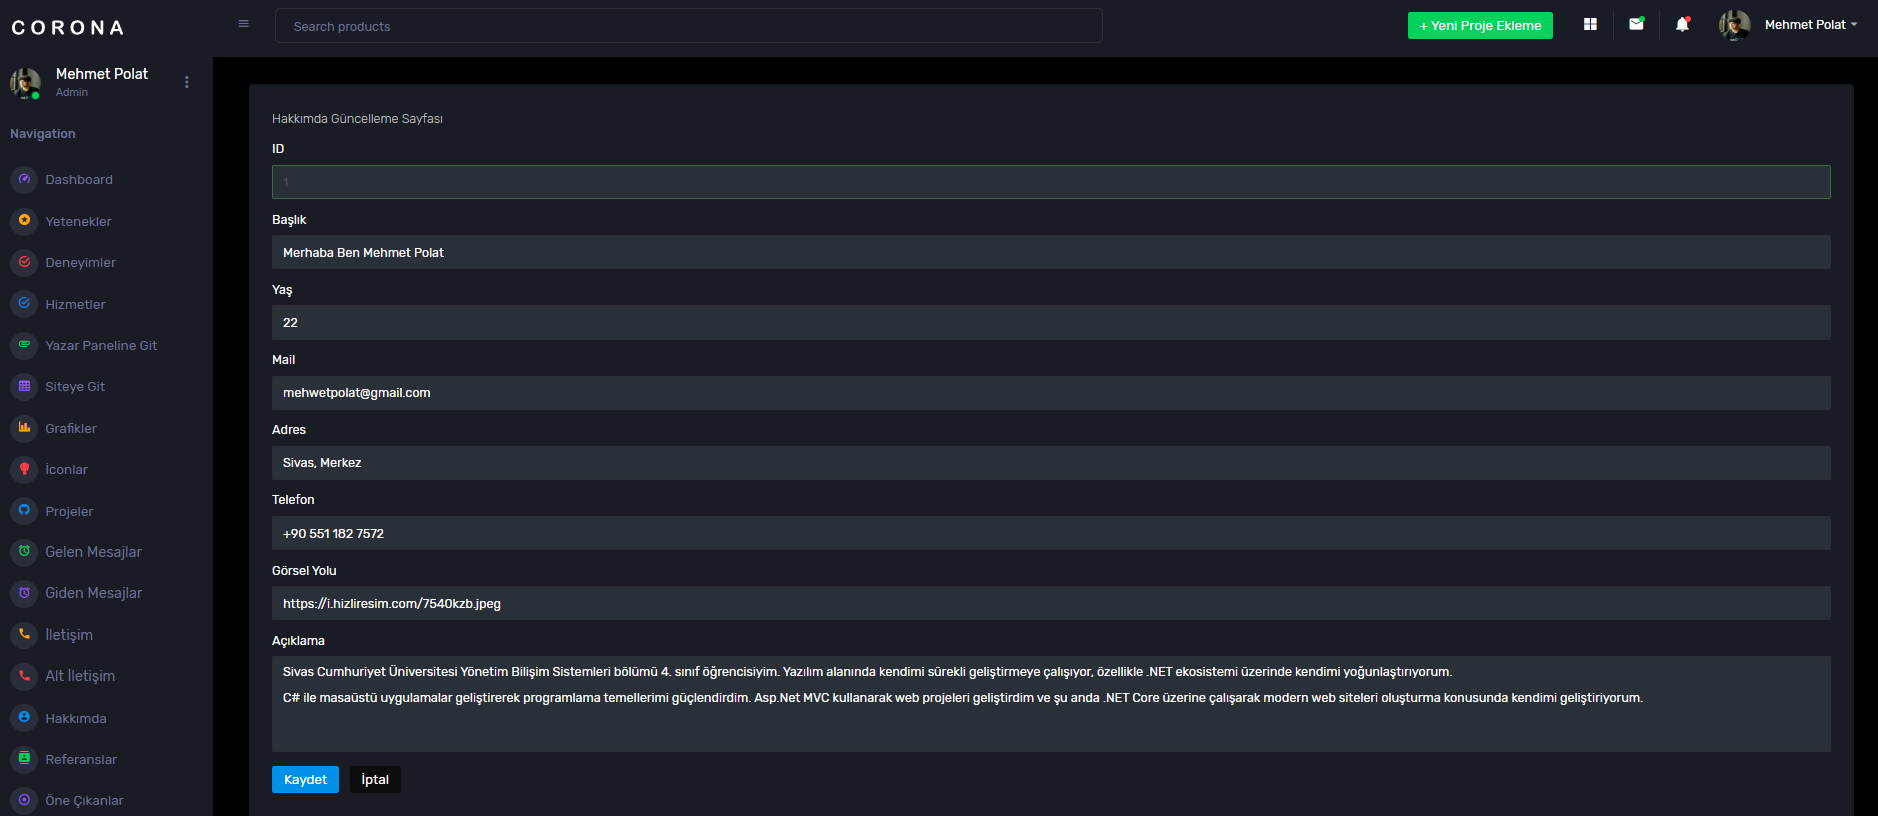 CORONA
Search products
+ Yeni Proje Ekleme
Mehmet Polat
Mehmet Polat
Admin
Navigation
Dashboard
Yetenekler
Deneyimler
Hizmetler
Yazar Paneline Git
Siteye Git
Grafikler
İconlar
Projeler
Gelen Mesajlar
Giden Mesajlar
İletişim
Alt İletişim
Hakkımda
Referanslar
Öne Çıkanlar
Hakkımda Güncelleme Sayfası
ID
1
Başlık
Merhaba Ben Mehmet Polat
Yaş
22
Mail
mehwetpolat@gmail.com
Adres
Sivas, Merkez
Telefon
+90 551 182 7572
Görsel Yolu
https://i.hizliresim.com/7540kzb.jpeg
Açıklama
Sivas Cumhuriyet Üniversitesi Yönetim Bilişim Sistemleri bölümü 4. sınıf öğrencisiyim. Yazılım alanında kendimi sürekli geliştirmeye çalışıyor, özellikle .NET ekosistemi üzerinde kendimi yoğunlaştırıyorum.
C# ile masaüstü uygulamalar geliştirerek programlama temellerimi güçlendirdim. Asp.Net MVC kullanarak web projeleri geliştirdim ve şu anda .NET Core üzerine çalışarak modern web siteleri oluşturma konusunda kendimi geliştiriyorum.
Kaydet
İptal